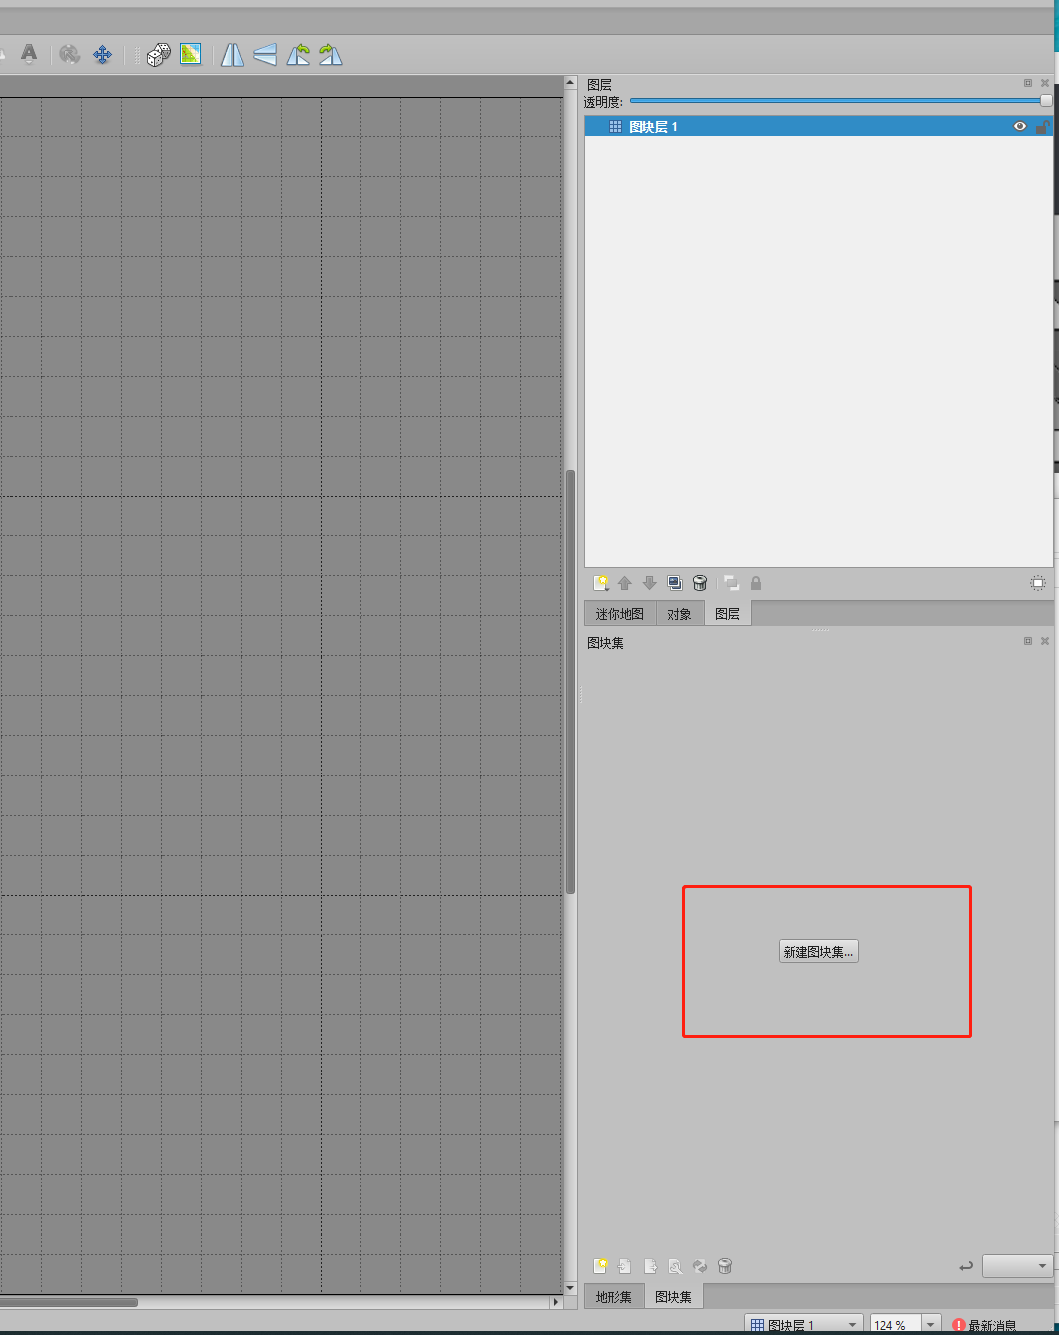 A
图层
透明度:
图块层 1
迷你地图 对象 图层
图块集
新建图块集...
地形集 图块集
图块层 1 124 % 最新消息